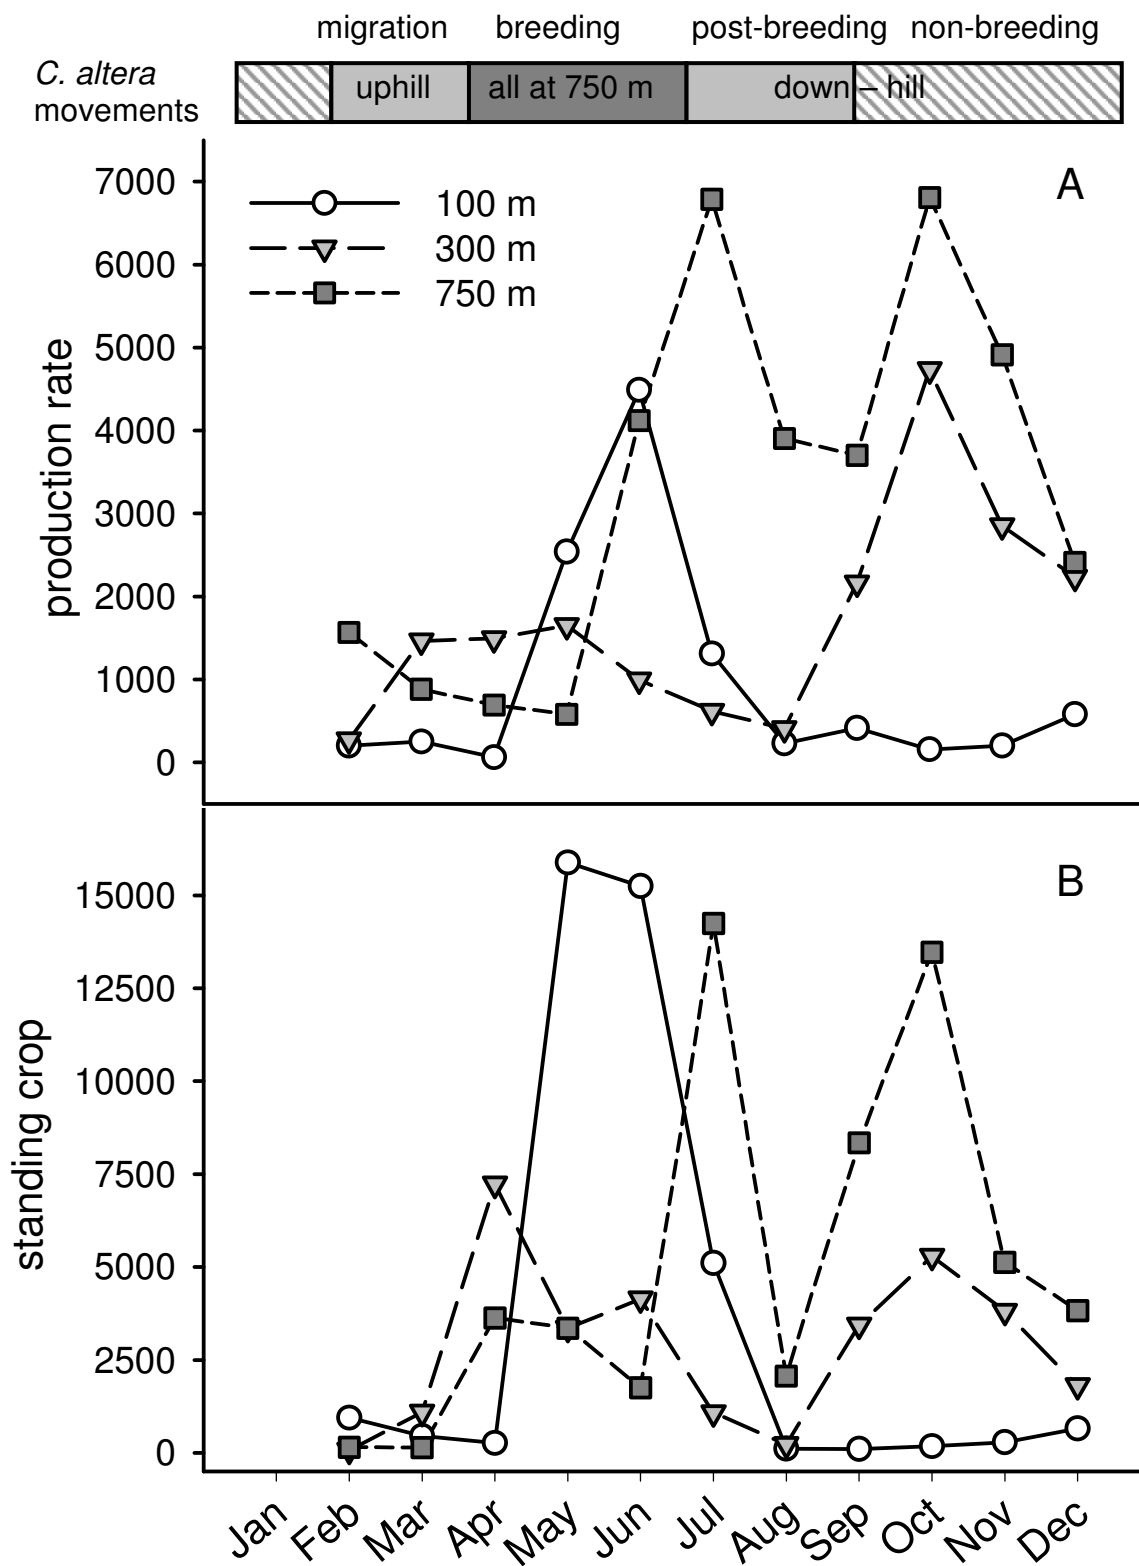 migration breeding post-breeding non-breeding
C. altera
movements
uphill all at 750 m down – hill
A
7000
6000
5000
4000
3000
2000
1000
0
100 m
300 m
750 m
production rate
B
15000
12500
10000
7500
5000
2500
0
standing crop
Jan Feb Mar Apr May Jun Jul Aug Sep Oct Nov Dec